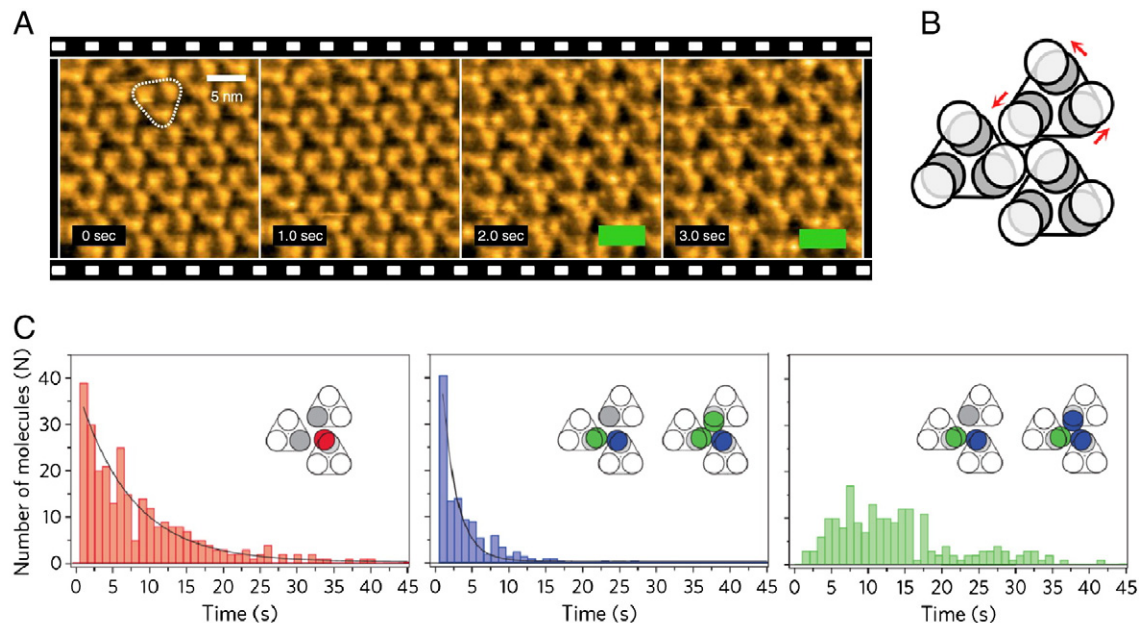 A
B
5 nm
0 sec
1.0 sec
2.0 sec
3.0 sec
C
Number of molecules (N)
40
30
20
10
0
0 5 10 15 20 25 30 35 40 45
Time (s)
0 5 10 15 20 25 30 35 40 45
Time (s)
0 5 10 15 20 25 30 35 40 45
Time (s)